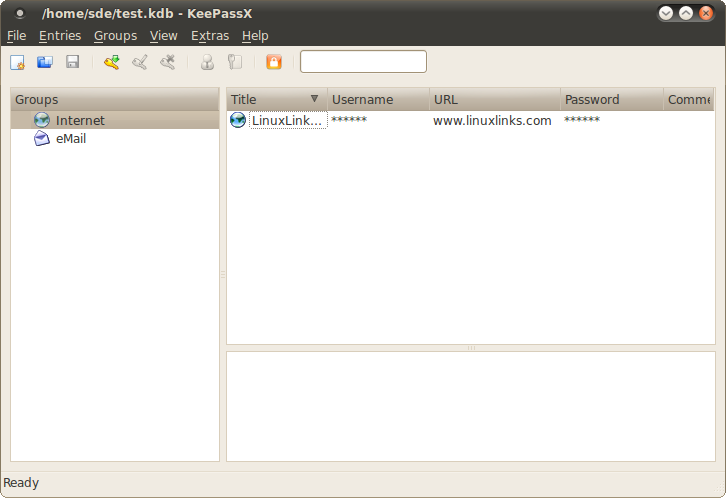 /home/sde/test.kdb - KeePassX
File Entries Groups View Extras Help
Groups
Internet
eMail
Title Username URL Password Comme
LinuxLink... ****** www.linuxlinks.com ******
Ready